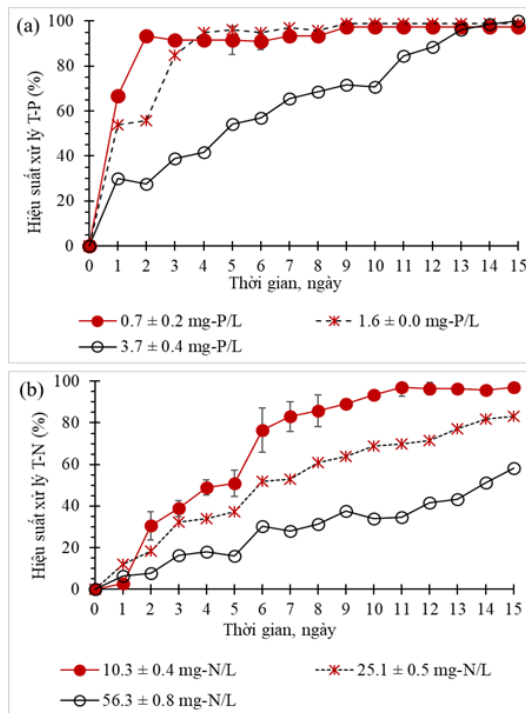 (a)
Hiệu suất xử lý T-P (%)
100
80
60
40
20
0
0 1 2 3 4 5 6 7 8 9 10 11 12 13 14 15
Thời gian, ngày
0.7 ± 0.2 mg-P/L
1.6 ± 0.0 mg-P/L
3.7 ± 0.4 mg-P/L
(b)
Hiệu suất xử lý T-N (%)
100
80
60
40
20
0
0 1 2 3 4 5 6 7 8 9 10 11 12 13 14 15
Thời gian, ngày
10.3 ± 0.4 mg-N/L
25.1 ± 0.5 mg-N/L
56.3 ± 0.8 mg-N/L